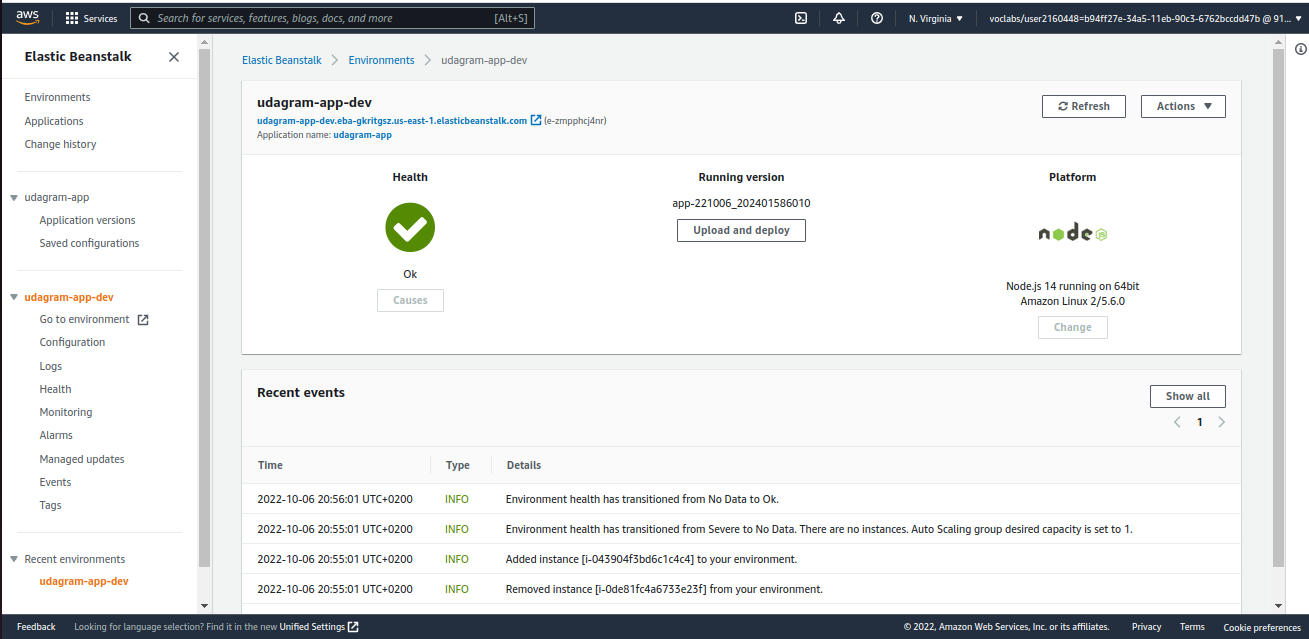 aws Services Search for services, features, blogs, docs, and more [Alt+S] N. Virginia ▼ voclabs/user2160448=b94ff27e-34a5-11eb-90c3-6762bccdd47b @ 91... ▼
Elastic Beanstalk
Environments
Applications
Change history
udagram-app
Application versions
Saved configurations
udagram-app-dev
Go to environment
Configuration
Logs
Health
Monitoring
Alarms
Managed updates
Events
Tags
Recent environments
udagram-app-dev
Elastic Beanstalk > Environments > udagram-app-dev
udagram-app-dev
udagram-app-dev.eba-gkritgsz.us-east-1.elasticbeanstalk.com (e-zmpphcj4nr)
Application name: udagram-app
Refresh
Actions ▼
Health
Ok
Causes
Running version
app-221006_202401586010
Upload and deploy
Platform
node JS
Node.js 14 running on 64bit
Amazon Linux 2/5.6.0
Change
Recent events
Show all
< 1 >
Time Type Details
2022-10-06 20:56:01 UTC+0200 INFO Environment health has transitioned from No Data to Ok.
2022-10-06 20:55:01 UTC+0200 INFO Environment health has transitioned from Severe to No Data. There are no instances. Auto Scaling group desired capacity is set to 1.
2022-10-06 20:55:01 UTC+0200 INFO Added instance [i-043904f3bd6c1c4c4] to your environment.
2022-10-06 20:55:01 UTC+0200 INFO Removed instance [i-0de81fc4a6733e23f] from your environment.
Feedback Looking for language selection? Find it in the new Unified Settings © 2022, Amazon Web Services, Inc. or its affiliates. Privacy Terms Cookie preferences